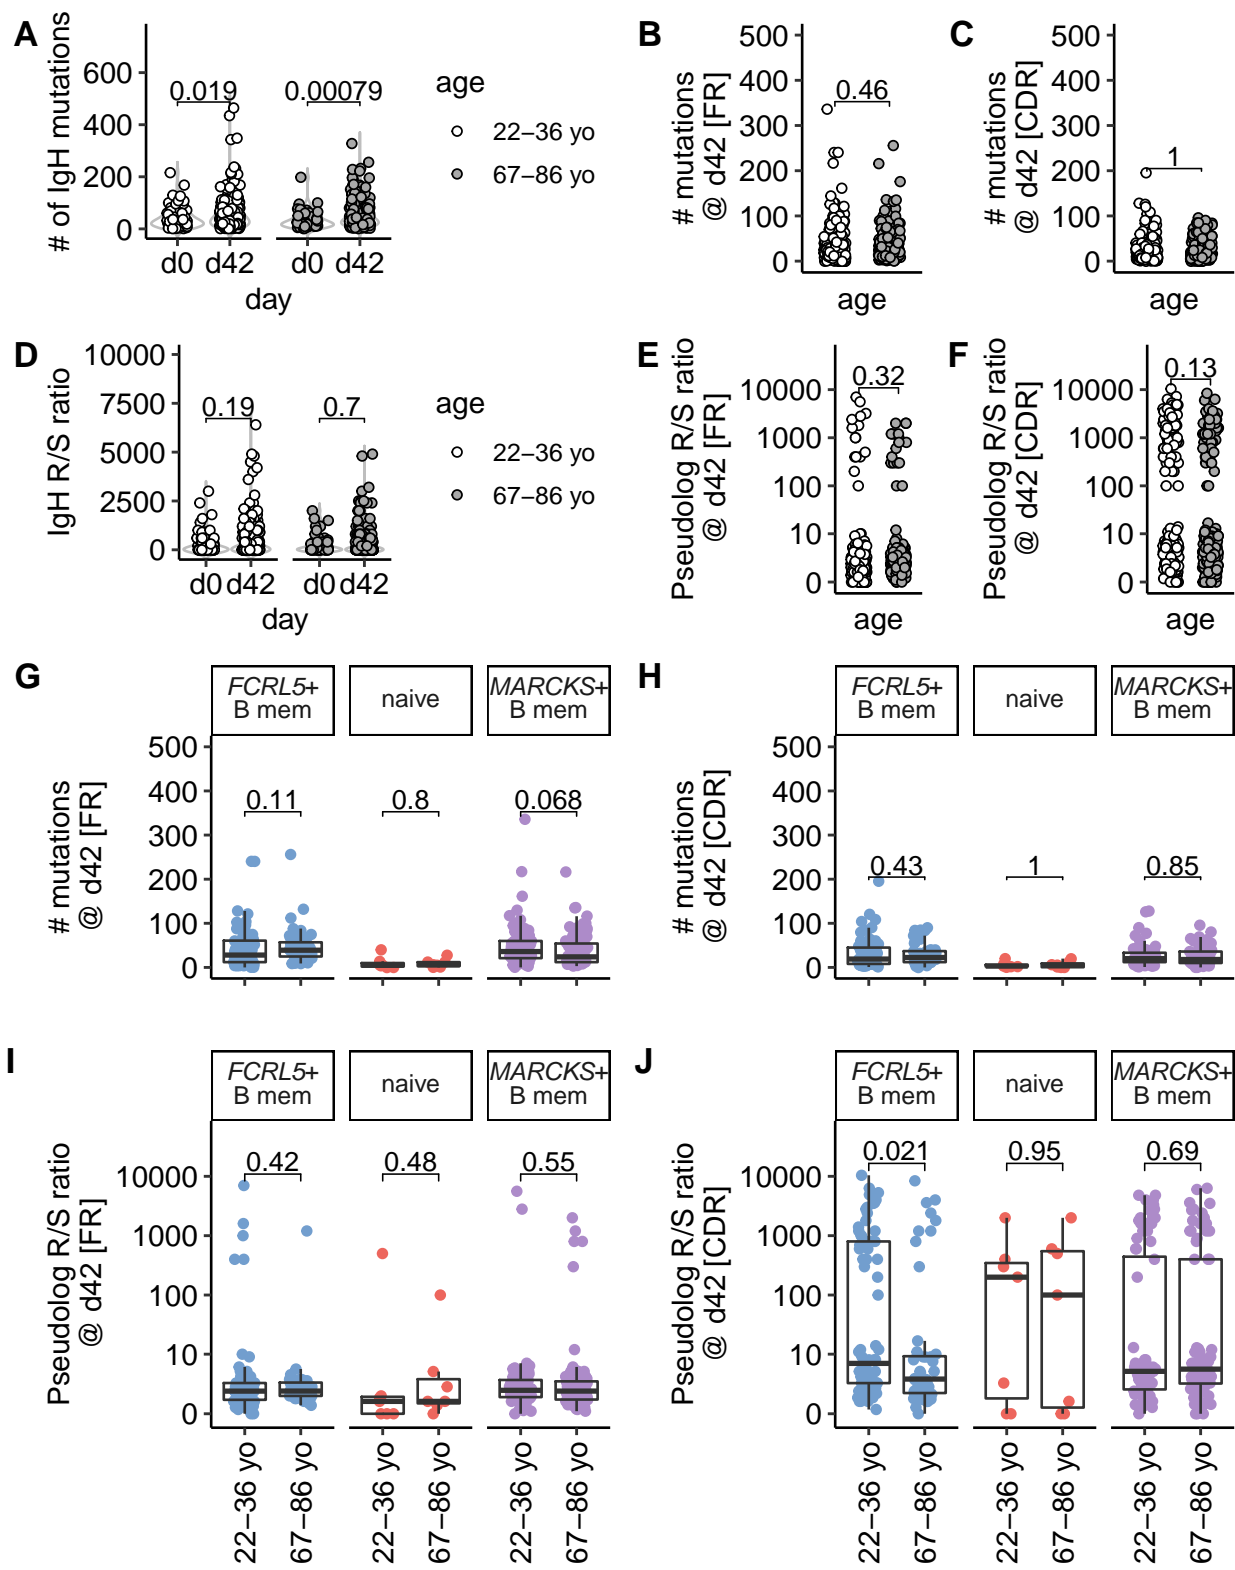 A
# of IgH mutations
600
400
200
0
0.019
0.00079
d0
d42
d0
d42
day
age
22–36 yo
67–86 yo
B
# mutations
@ d42 [FR]
500
400
300
200
100
0
0.46
age
C
# mutations
@ d42 [CDR]
500
400
300
200
100
0
1
age
D
IgH R/S ratio
10000
7500
5000
2500
0
0.19
0.7
d0
d42
d0
d42
day
age
22–36 yo
67–86 yo
E
Pseudolog R/S ratio
@ d42 [FR]
10000
1000
100
10
0
0.32
age
F
Pseudolog R/S ratio
@ d42 [CDR]
10000
1000
100
10
0
0.13
age
G
FCRL5+
B mem
naive
MARCKS+
B mem
# mutations
@ d42 [FR]
500
400
300
200
100
0
0.11
0.8
0.068
H
FCRL5+
B mem
naive
MARCKS+
B mem
# mutations
@ d42 [CDR]
500
400
300
200
100
0
0.43
1
0.85
I
FCRL5+
B mem
naive
MARCKS+
B mem
Pseudolog R/S ratio
@ d42 [FR]
10000
1000
100
10
0
0.42
0.48
0.55
22–36 yo
67–86 yo
22–36 yo
67–86 yo
22–36 yo
67–86 yo
J
FCRL5+
B mem
naive
MARCKS+
B mem
Pseudolog R/S ratio
@ d42 [CDR]
10000
1000
100
10
0
0.021
0.95
0.69
22–36 yo
67–86 yo
22–36 yo
67–86 yo
22–36 yo
67–86 yo